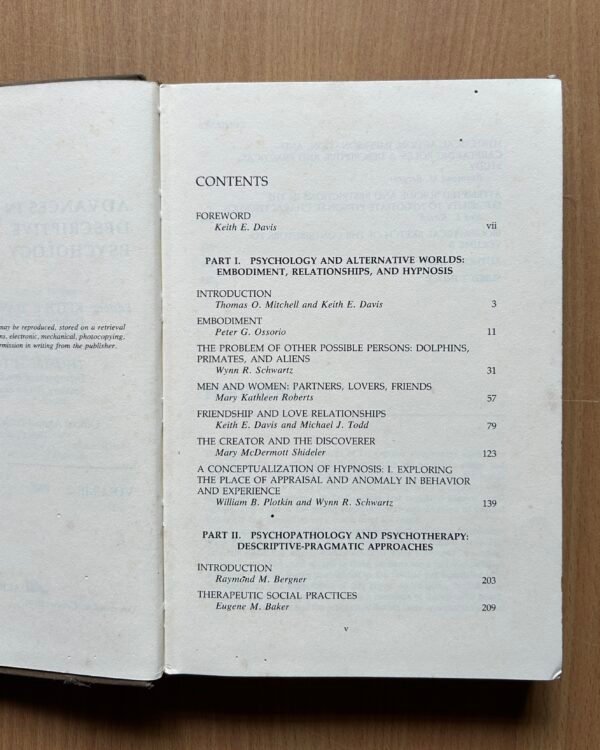 may be reproduced, stored on a retrieval
electronic, mechanical, photocopying,
in writing from the publisher.
CONTENTS
FOREWORD
Keith E. Davis vii
PART I. PSYCHOLOGY AND ALTERNATIVE WORLDS:
EMBODIMENT, RELATIONSHIPS, AND HYPNOSIS
INTRODUCTION
Thomas O. Mitchell and Keith E. Davis 3
EMBODIMENT
Peter G. Ossorio 11
THE PROBLEM OF OTHER POSSIBLE PERSONS: DOLPHINS,
PRIMATES, AND ALIENS
Wynn R. Schwartz 31
MEN AND WOMEN: PARTNERS, LOVERS, FRIENDS
Mary Kathleen Roberts 57
FRIENDSHIP AND LOVE RELATIONSHIPS
Keith E. Davis and Michael J. Todd 79
THE CREATOR AND THE DISCOVERER
Mary McDermott Shideler 123
A CONCEPTUALIZATION OF HYPNOSIS: I. EXPLORING
THE PLACE OF APPRAISAL AND ANOMALY IN BEHAVIOR
AND EXPERIENCE
William B. Plotkin and Wynn R. Schwartz 139
PART II. PSYCHOPATHOLOGY AND PSYCHOTHERAPY:
DESCRIPTIVE-PRAGMATIC APPROACHES
INTRODUCTION
Raymond M. Bergner 203
THERAPEUTIC SOCIAL PRACTICES
Eugene M. Baker 209
v